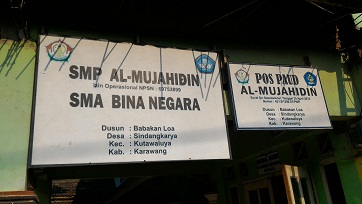 SMP AL-MUJAHIDIN
Izin Operasional NPSN : 69753899
SMA BINA NEGARA
Dusun : Babakan Loa
Desa : Sindangkarya
Kec. : Kutawaluya
Kab. : Karawang
POS PAUD
AL-MUJAHIDIN
Dusun : Babakan Loa
Desa : Sindangkarya
Kec. : Kutawaluya
Kab. : Karawang